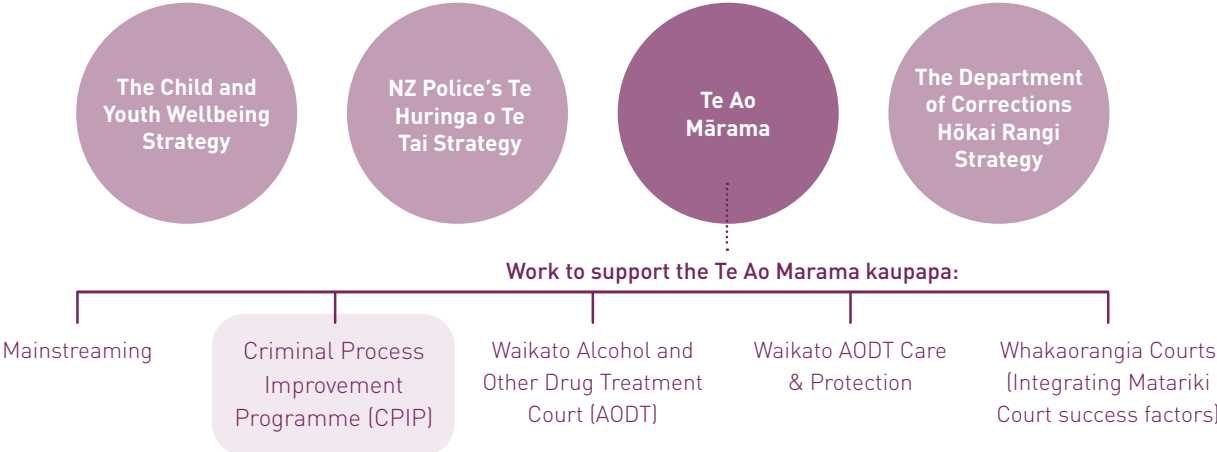 The Child and
Youth Wellbeing
Strategy
NZ Police's Te
Huringa o Te
Tai Strategy
Te Ao
Mārama
The Department
of Corrections
Hōkai Rangi
Strategy
Work to support the Te Ao Marama kaupapa:
Mainstreaming
Criminal Process
Improvement
Programme (CPIP)
Waikato Alcohol and
Other Drug Treatment
Court (AODT)
Waikato AODT Care
& Protection
Whakaorangia Courts
(Integrating Matariki
Court success factors)